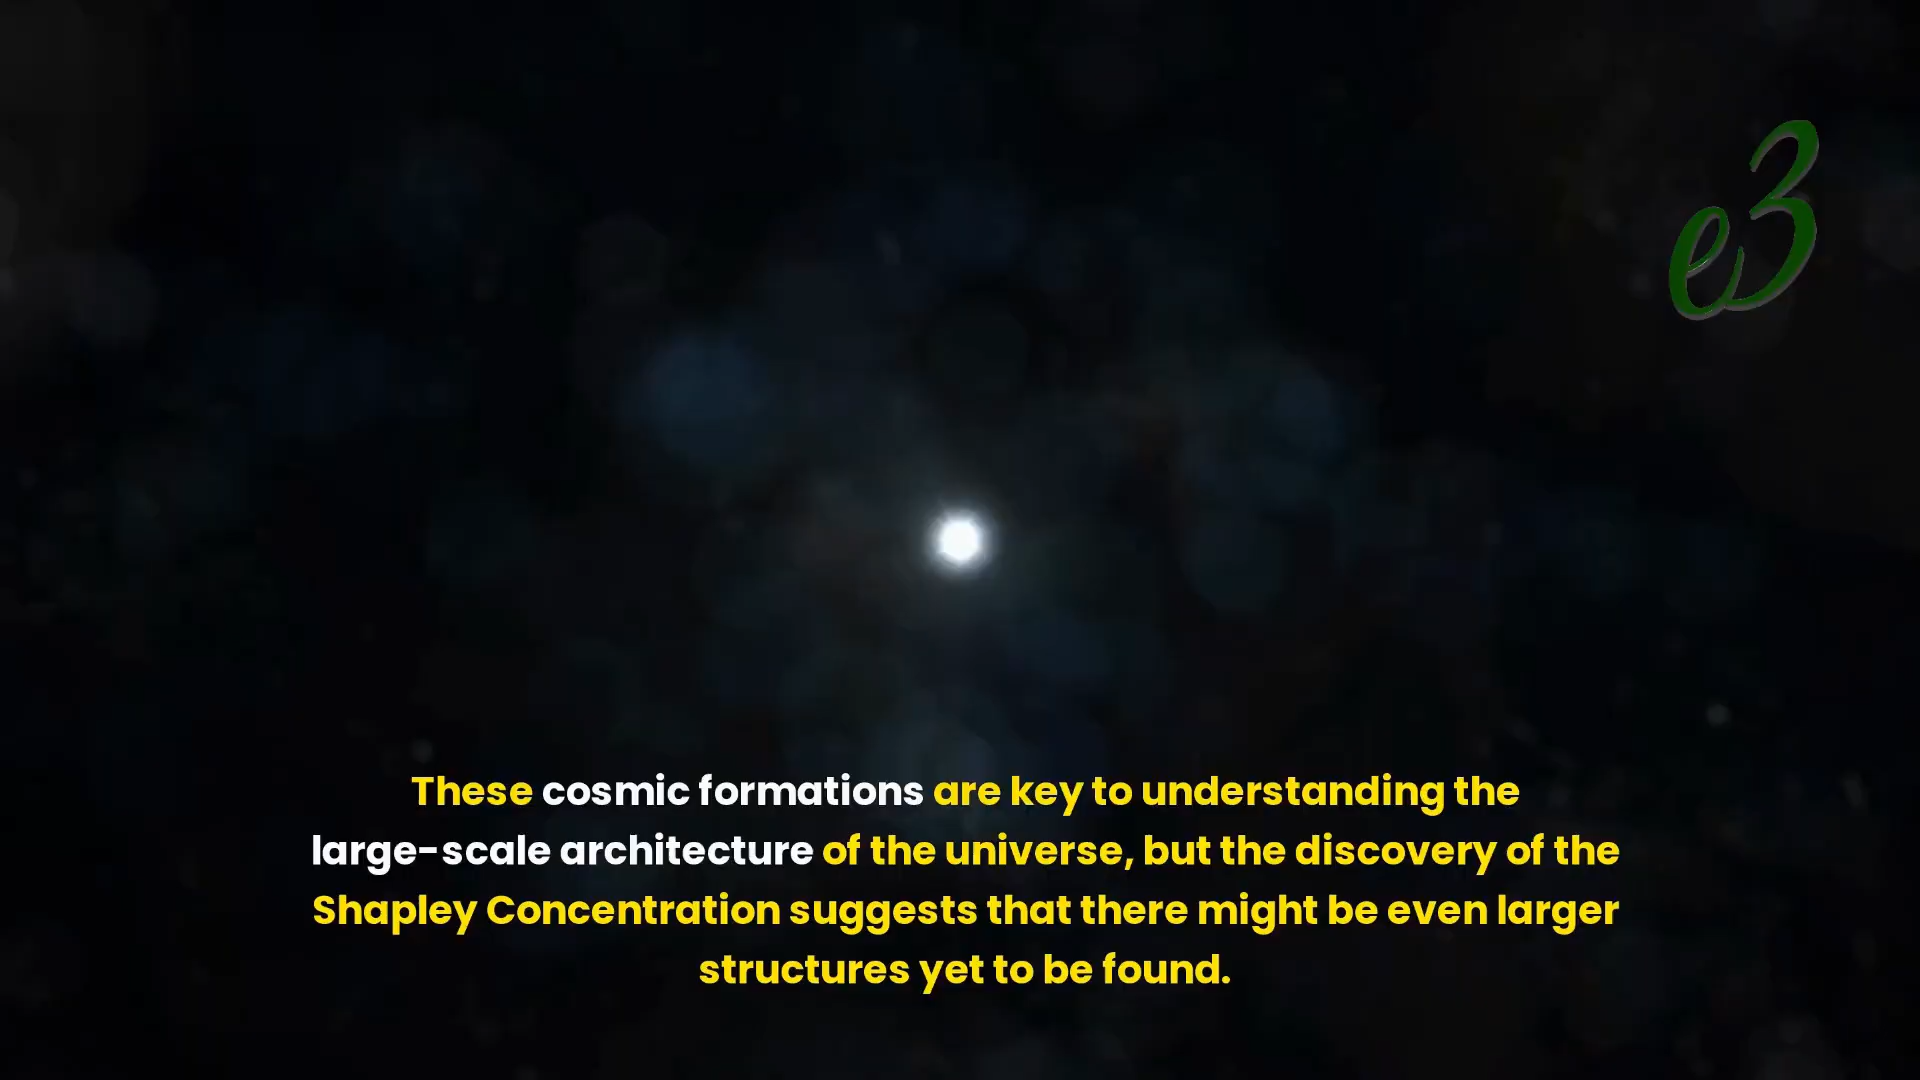 e3
These cosmic formations are key to understanding the
large-scale architecture of the universe, but the discovery of the
Shapley Concentration suggests that there might be even larger
structures yet to be found.